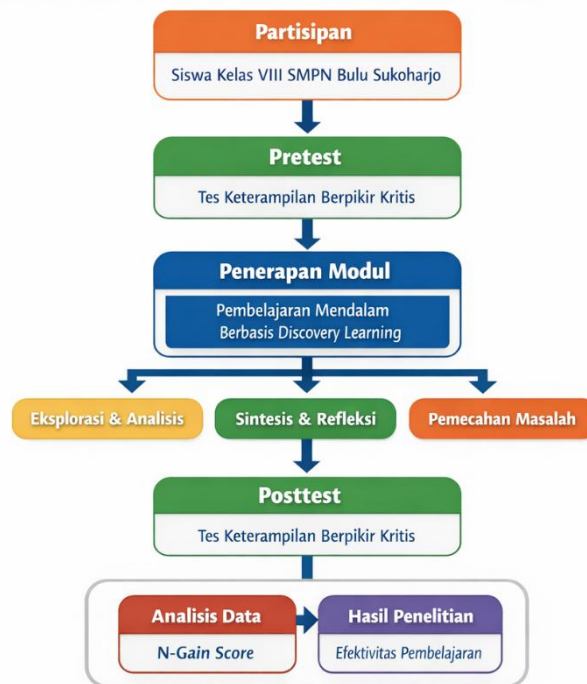 Partisipan
Siswa Kelas VIII SMPN Bulu Sukoharjo
Pretest
Tes Keterampilan Berpikir Kritis
Penerapan Modul
Pembelajaran Mendalam
Berbasis Discovery Learning
Eksplorasi & Analisis
Sintesis & Refleksi
Pemecahan Masalah
Posttest
Tes Keterampilan Berpikir Kritis
Analisis Data
N-Gain Score
Hasil Penelitian
Efektivitas Pembelajaran